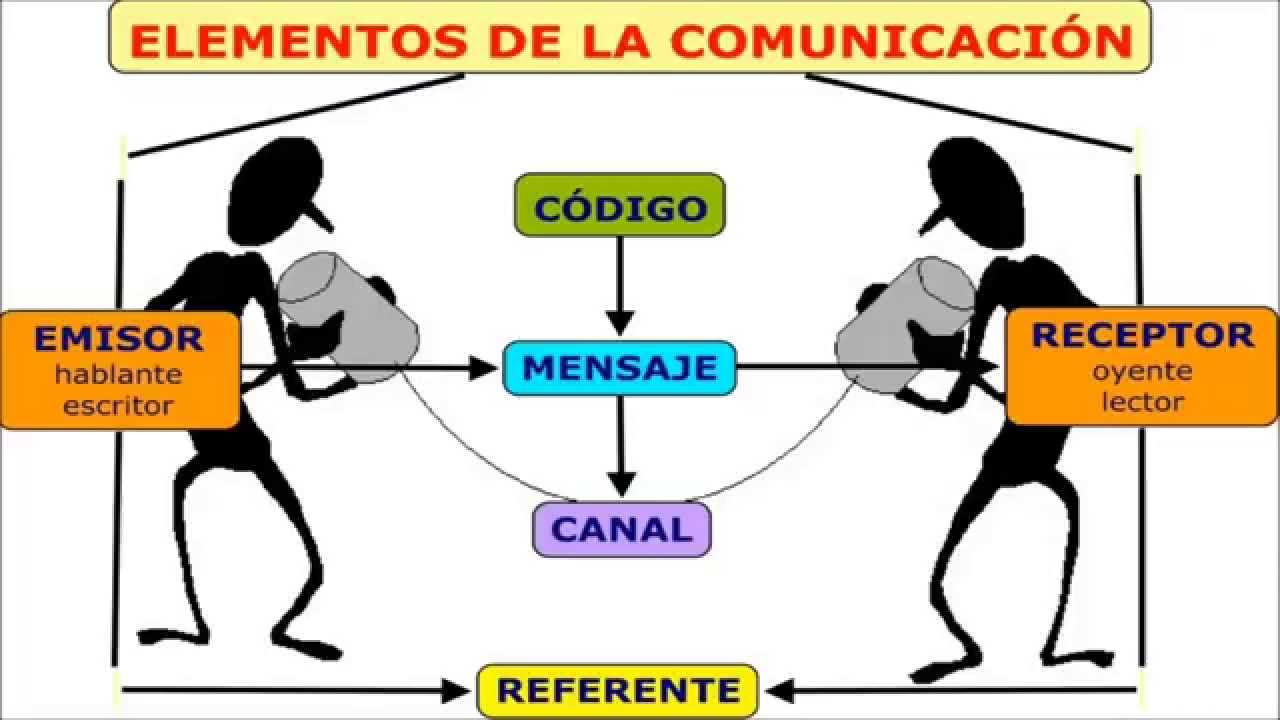 ELEMENTOS DE LA COMUNICACIÓN
CÓDIGO
EMISOR
hablante
escritor
MENSAJE
RECEPTOR
oyente
lector
CANAL
REFERENTE